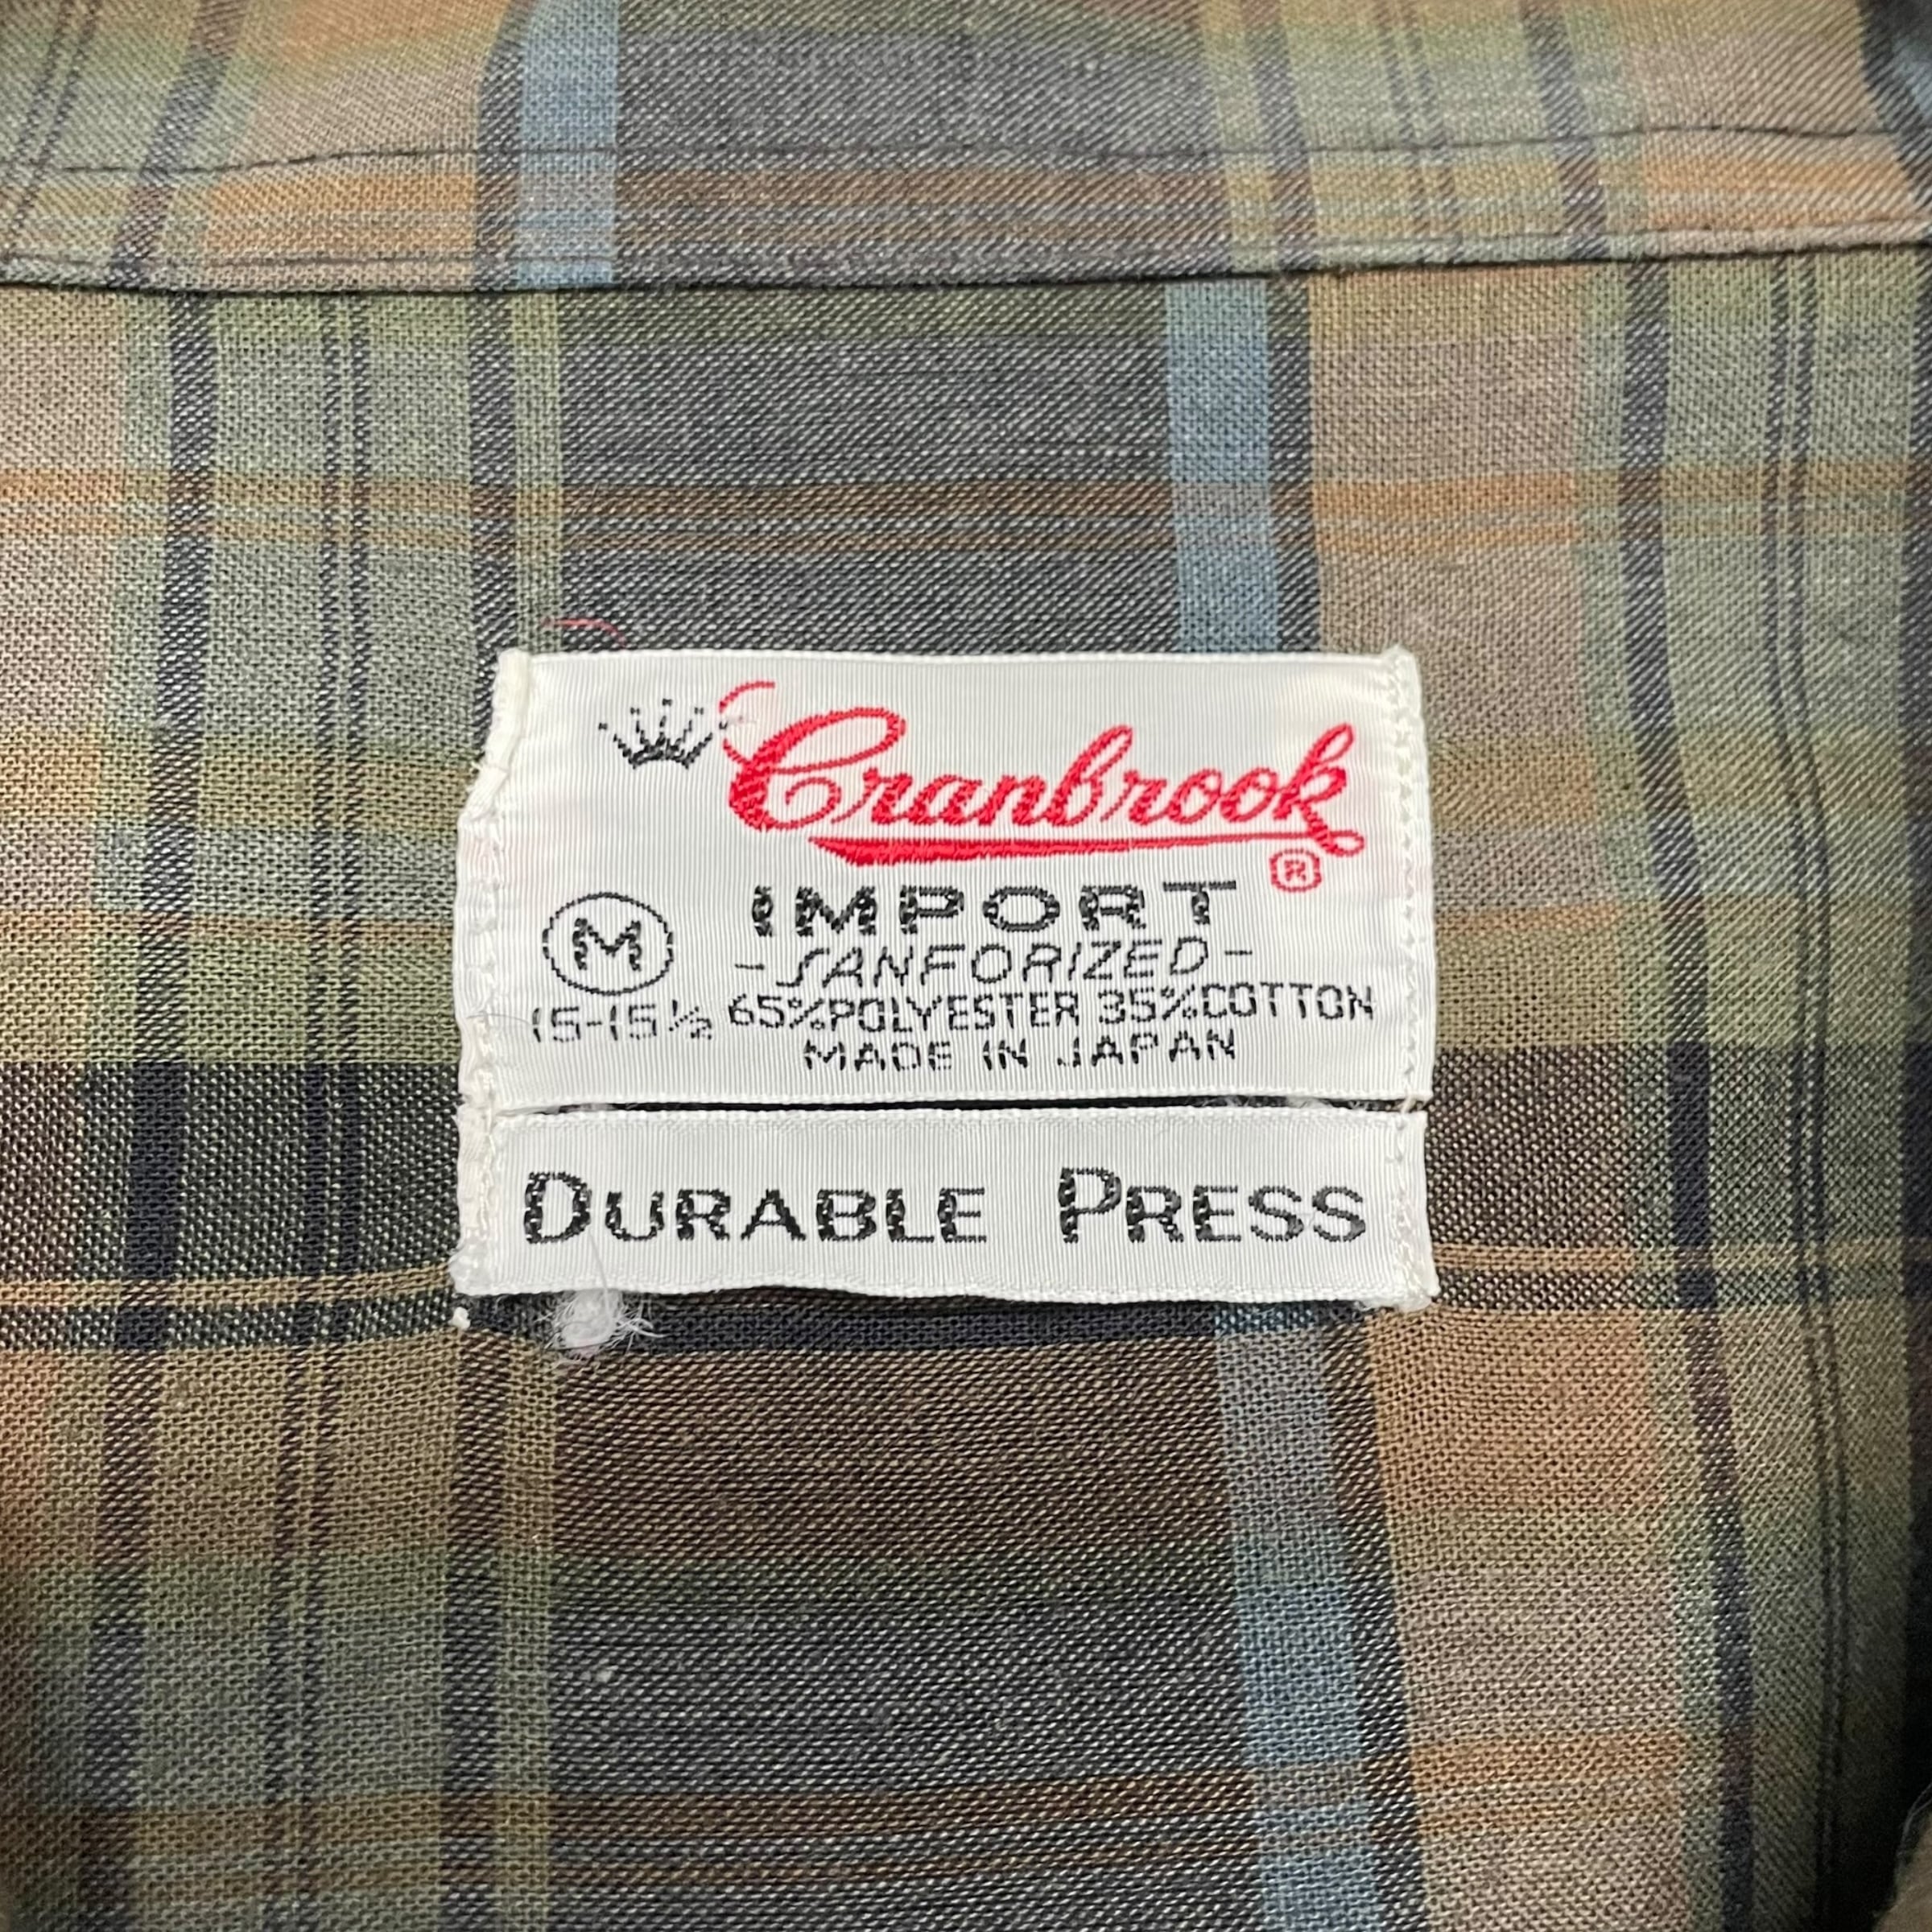 Cranbrook
®
IMPORT
M
-SANFORIZED-
15-15½ 65%POLYESTER 35%COTTON
MADE IN JAPAN
DURABLE PRESS